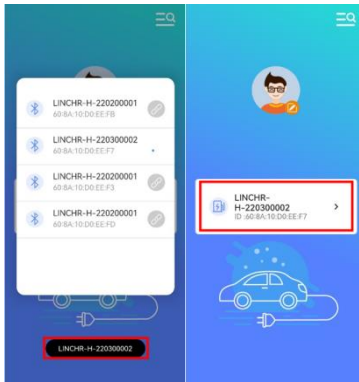 LINCHR-H-220200001
60:8A:10:D0:EE:FB
LINCHR-H-220300002
60:8A:10:D0:EE:F7
LINCHR-H-220200001
60:8A:10:D0:EE:F3
LINCHR-H-220200001
60:8A:10:D0:EE:FD
LINCHR-H-220300002
LINCHR-
H-220300002
ID :60:8A:10:D0:EE:F7